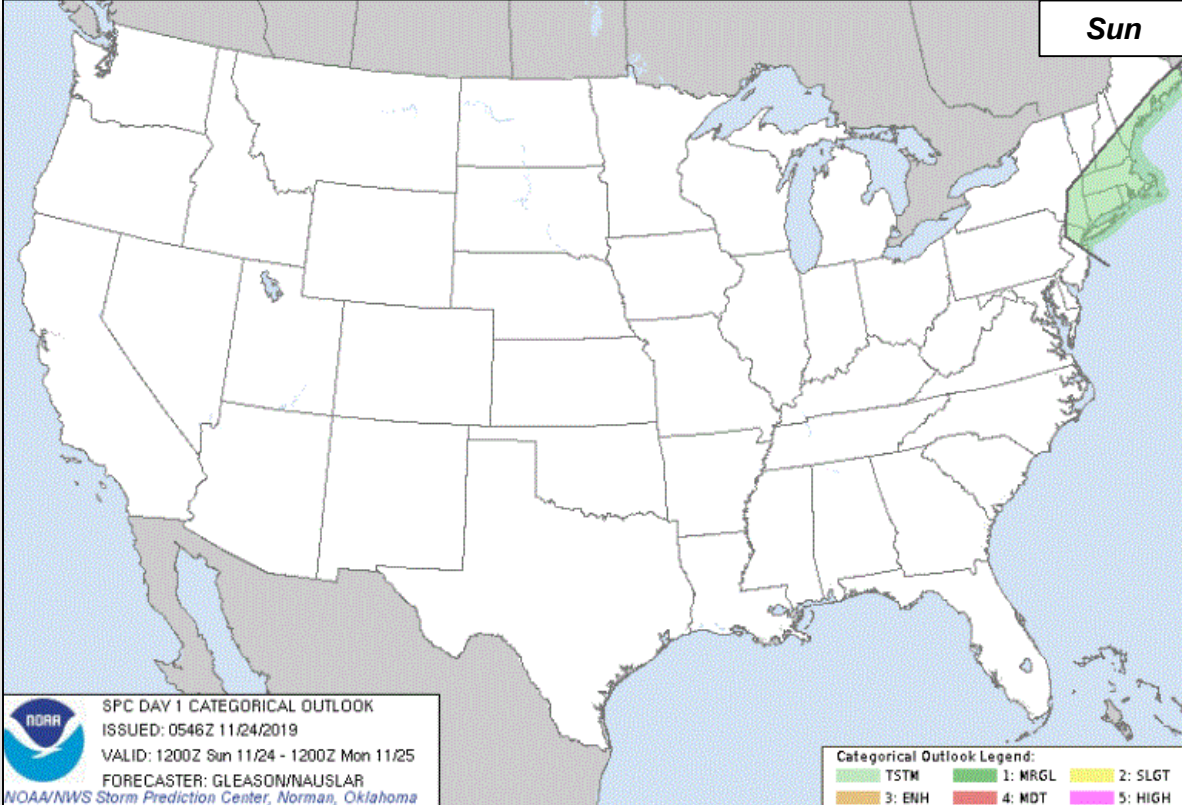 Sun
NOAA
SPC DAY 1 CATEGORICAL OUTLOOK
ISSUED: 0546Z 11/24/2019
VALID: 1200Z Sun 11/24 - 1200Z Mon 11/25
FORECASTER: GLEASON/NAUSLAR
NOAA/NWS Storm Prediction Center, Norman, Oklahoma
Categorical Outlook Legend:
TSTM 1: MRGL 2: SLGT
3: ENH 4: MDT 5: HIGH